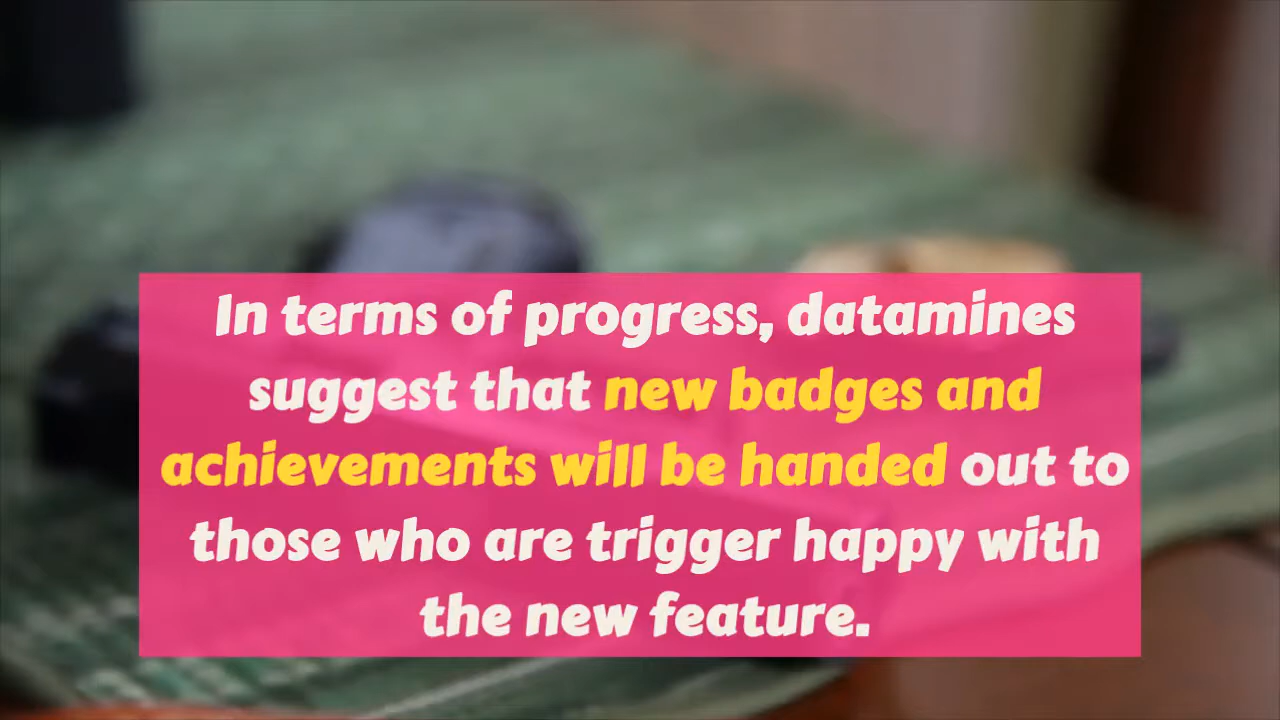 In terms of progress, datamines
suggest that new badges and
achievements will be handed out to
those who are trigger happy with
the new feature.